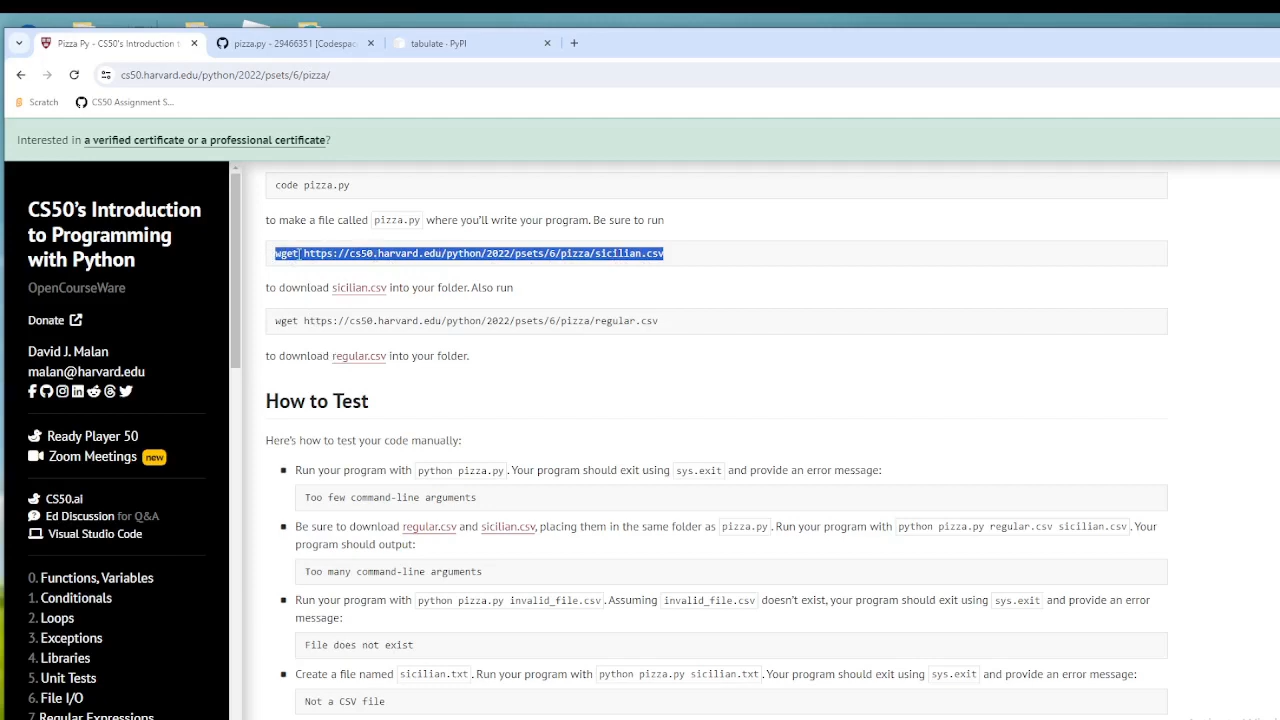 Pizza Py - CS50's Introduction t
pizza.py - 29466351 [Codespac
tabulate · PyPI
cs50.harvard.edu/python/2022/psets/6/pizza/
Scratch
CS50 Assignment S...
Interested in a verified certificate or a professional certificate?
CS50's Introduction
to Programming
with Python
OpenCourseWare
Donate
David J. Malan
malan@harvard.edu
Ready Player 50
Zoom Meetings new
CS50.ai
Ed Discussion for Q&A
Visual Studio Code
0. Functions, Variables
1. Conditionals
2. Loops
3. Exceptions
4. Libraries
5. Unit Tests
6. File I/O
7. Regular Expressions
code pizza.py
to make a file called pizza.py where you'll write your program. Be sure to run
wget https://cs50.harvard.edu/python/2022/psets/6/pizza/sicilian.csv
to download sicilian.csv into your folder. Also run
wget https://cs50.harvard.edu/python/2022/psets/6/pizza/regular.csv
to download regular.csv into your folder.
How to Test
Here's how to test your code manually:
Run your program with python pizza.py. Your program should exit using sys.exit and provide an error message:
Too few command-line arguments
Be sure to download regular.csv and sicilian.csv, placing them in the same folder as pizza.py. Run your program with python pizza.py regular.csv sicilian.csv. Your
program should output:
Too many command-line arguments
Run your program with python pizza.py invalid_file.csv. Assuming invalid_file.csv doesn't exist, your program should exit using sys.exit and provide an error
message:
File does not exist
Create a file named sicilian.txt. Run your program with python pizza.py sicilian.txt. Your program should exit using sys.exit and provide an error message:
Not a CSV file